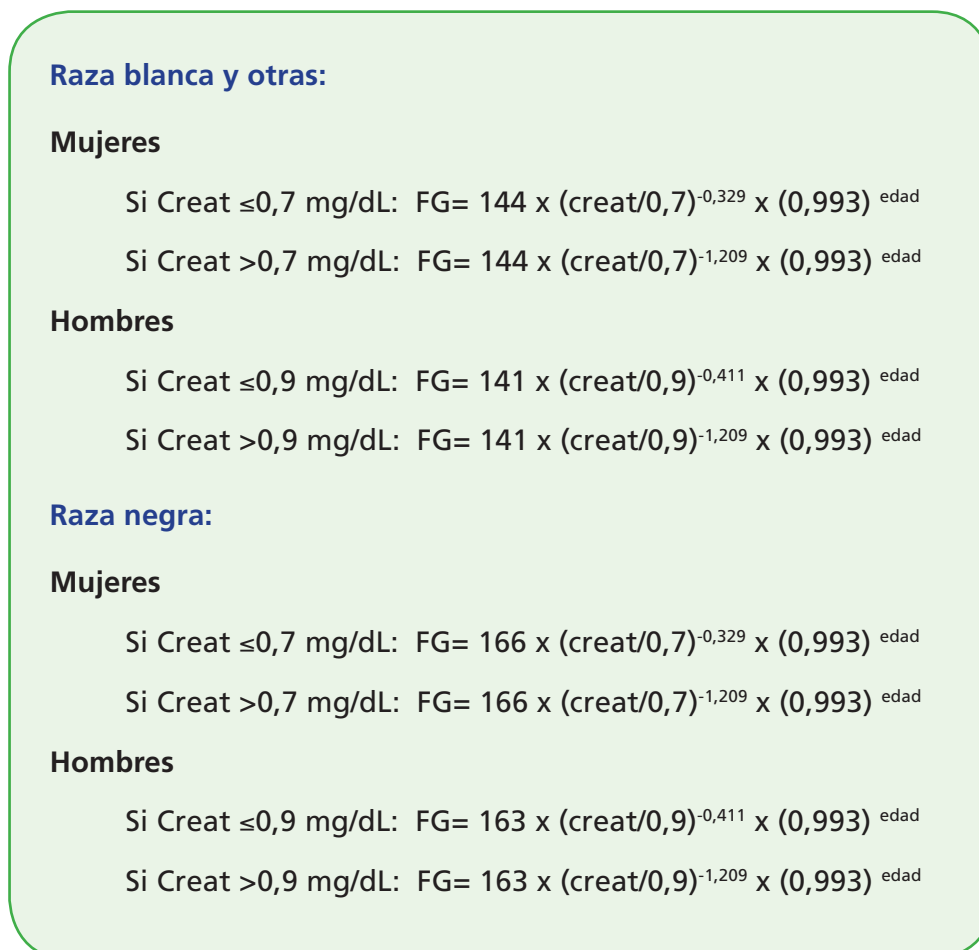 Raza blanca y otras:
Mujeres
Si Creat ≤0,7 mg/dL: FG= 144 x (creat/0,7)-0,329 x (0,993) edad
Si Creat >0,7 mg/dL: FG= 144 x (creat/0,7)-1,209 x (0,993) edad
Hombres
Si Creat ≤0,9 mg/dL: FG= 141 x (creat/0,9)-0,411 x (0,993) edad
Si Creat >0,9 mg/dL: FG= 141 x (creat/0,9)-1,209 x (0,993) edad
Raza negra:
Mujeres
Si Creat ≤0,7 mg/dL: FG= 166 x (creat/0,7)-0,329 x (0,993) edad
Si Creat >0,7 mg/dL: FG= 166 x (creat/0,7)-1,209 x (0,993) edad
Hombres
Si Creat ≤0,9 mg/dL: FG= 163 x (creat/0,9)-0,411 x (0,993) edad
Si Creat >0,9 mg/dL: FG= 163 x (creat/0,9)-1,209 x (0,993) edad